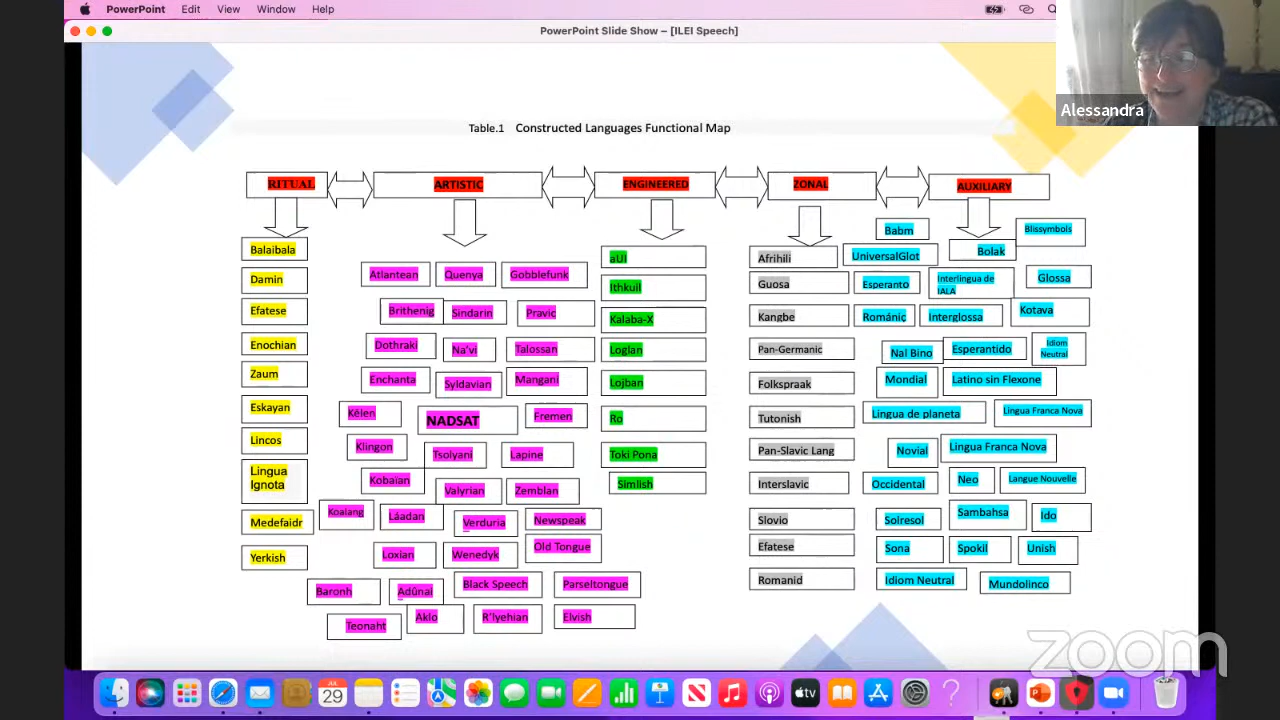 PowerPoint Edit View Window Help
PowerPoint Slide Show – [ILEI Speech]
Alessandra
Table.1 Constructed Languages Functional Map
RITUAL
ARTISTIC
ENGINEERED
ZONAL
AUXILIARY
Balaibala
Damin
Efatese
Enochian
Zaum
Eskayan
Lincos
Lingua
Ignota
Medefaidr
Yerkish
Atlantean
Quenya
Gobblefunk
Brithenig
Sindarin
Pravic
Dothraki
Na'vi
Talossan
Enchanta
Syldavian
Mangani
Kēlen
NADSAT
Fremen
Klingon
Tsolyani
Lapine
Kobaïan
Valyrian
Zemblan
Koalang
Láadan
Verduria
Newspeak
Loxian
Wenedyk
Old Tongue
Baronh
Adûnal
Black Speech
Parseltongue
Teonaht
Aklo
R'lyehian
Elvish
aUI
Ithkuil
Kalaba-X
Loglan
Lojban
Ro
Toki Pona
Simlish
Afrihili
Guosa
Kangbe
Pan-Germanic
Folkspraak
Tutonish
Pan-Slavic Lang
Interslavic
Slovio
Efatese
Romanid
Babm
Blissymbols
UniversalGlot
Bolak
Esperanto
Interlingua de
IALA
Glossa
Románic
Interglossa
Kotava
Nal Bino
Esperantido
Idiom
Neutral
Mondial
Latino sin Flexone
Lingua de planeta
Lingua Franca Nova
Novial
Lingua Franca Nova
Occidental
Neo
Langue Nouvelle
Solresol
Sambahsa
Ido
Sona
Spokil
Unish
Idiom Neutral
Mundolinco
zoom
JUL
29
tv